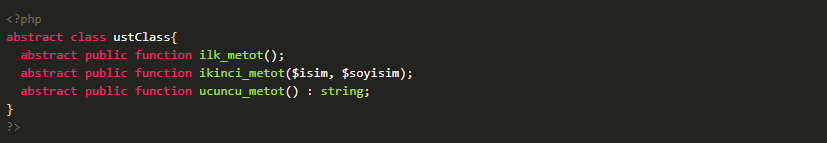 <?php
abstract class ustClass{
  abstract public function ilk_metot();
  abstract public function ikinci_metot($isim, $soyisim);
  abstract public function ucuncu_metot() : string;
}
?>